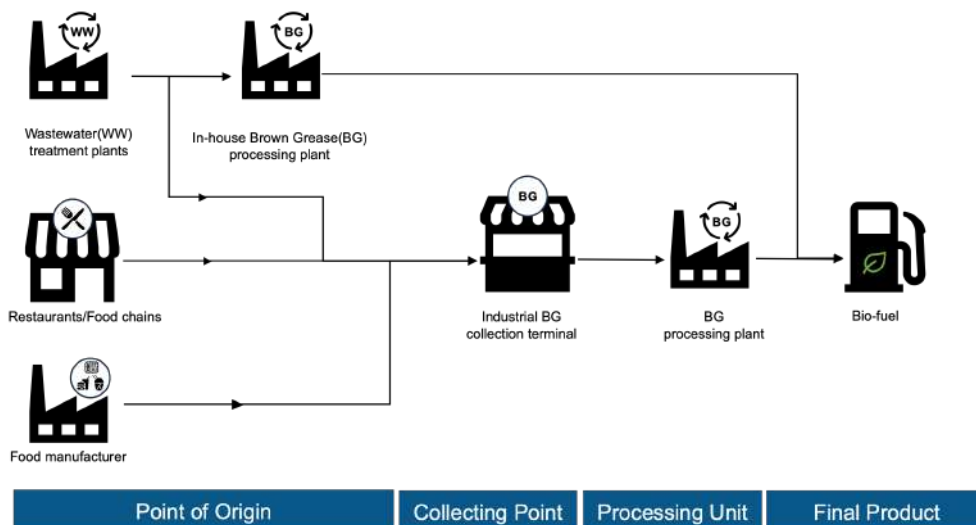 WW
BG
Wastewater(WW)
treatment plants
In-house Brown Grease(BG)
processing plant
BG
BG
Restaurants/Food chains
Industrial BG
collection terminal
BG
processing plant
Bio-fuel
Food manufacturer
Point of Origin
Collecting Point
Processing Unit
Final Product